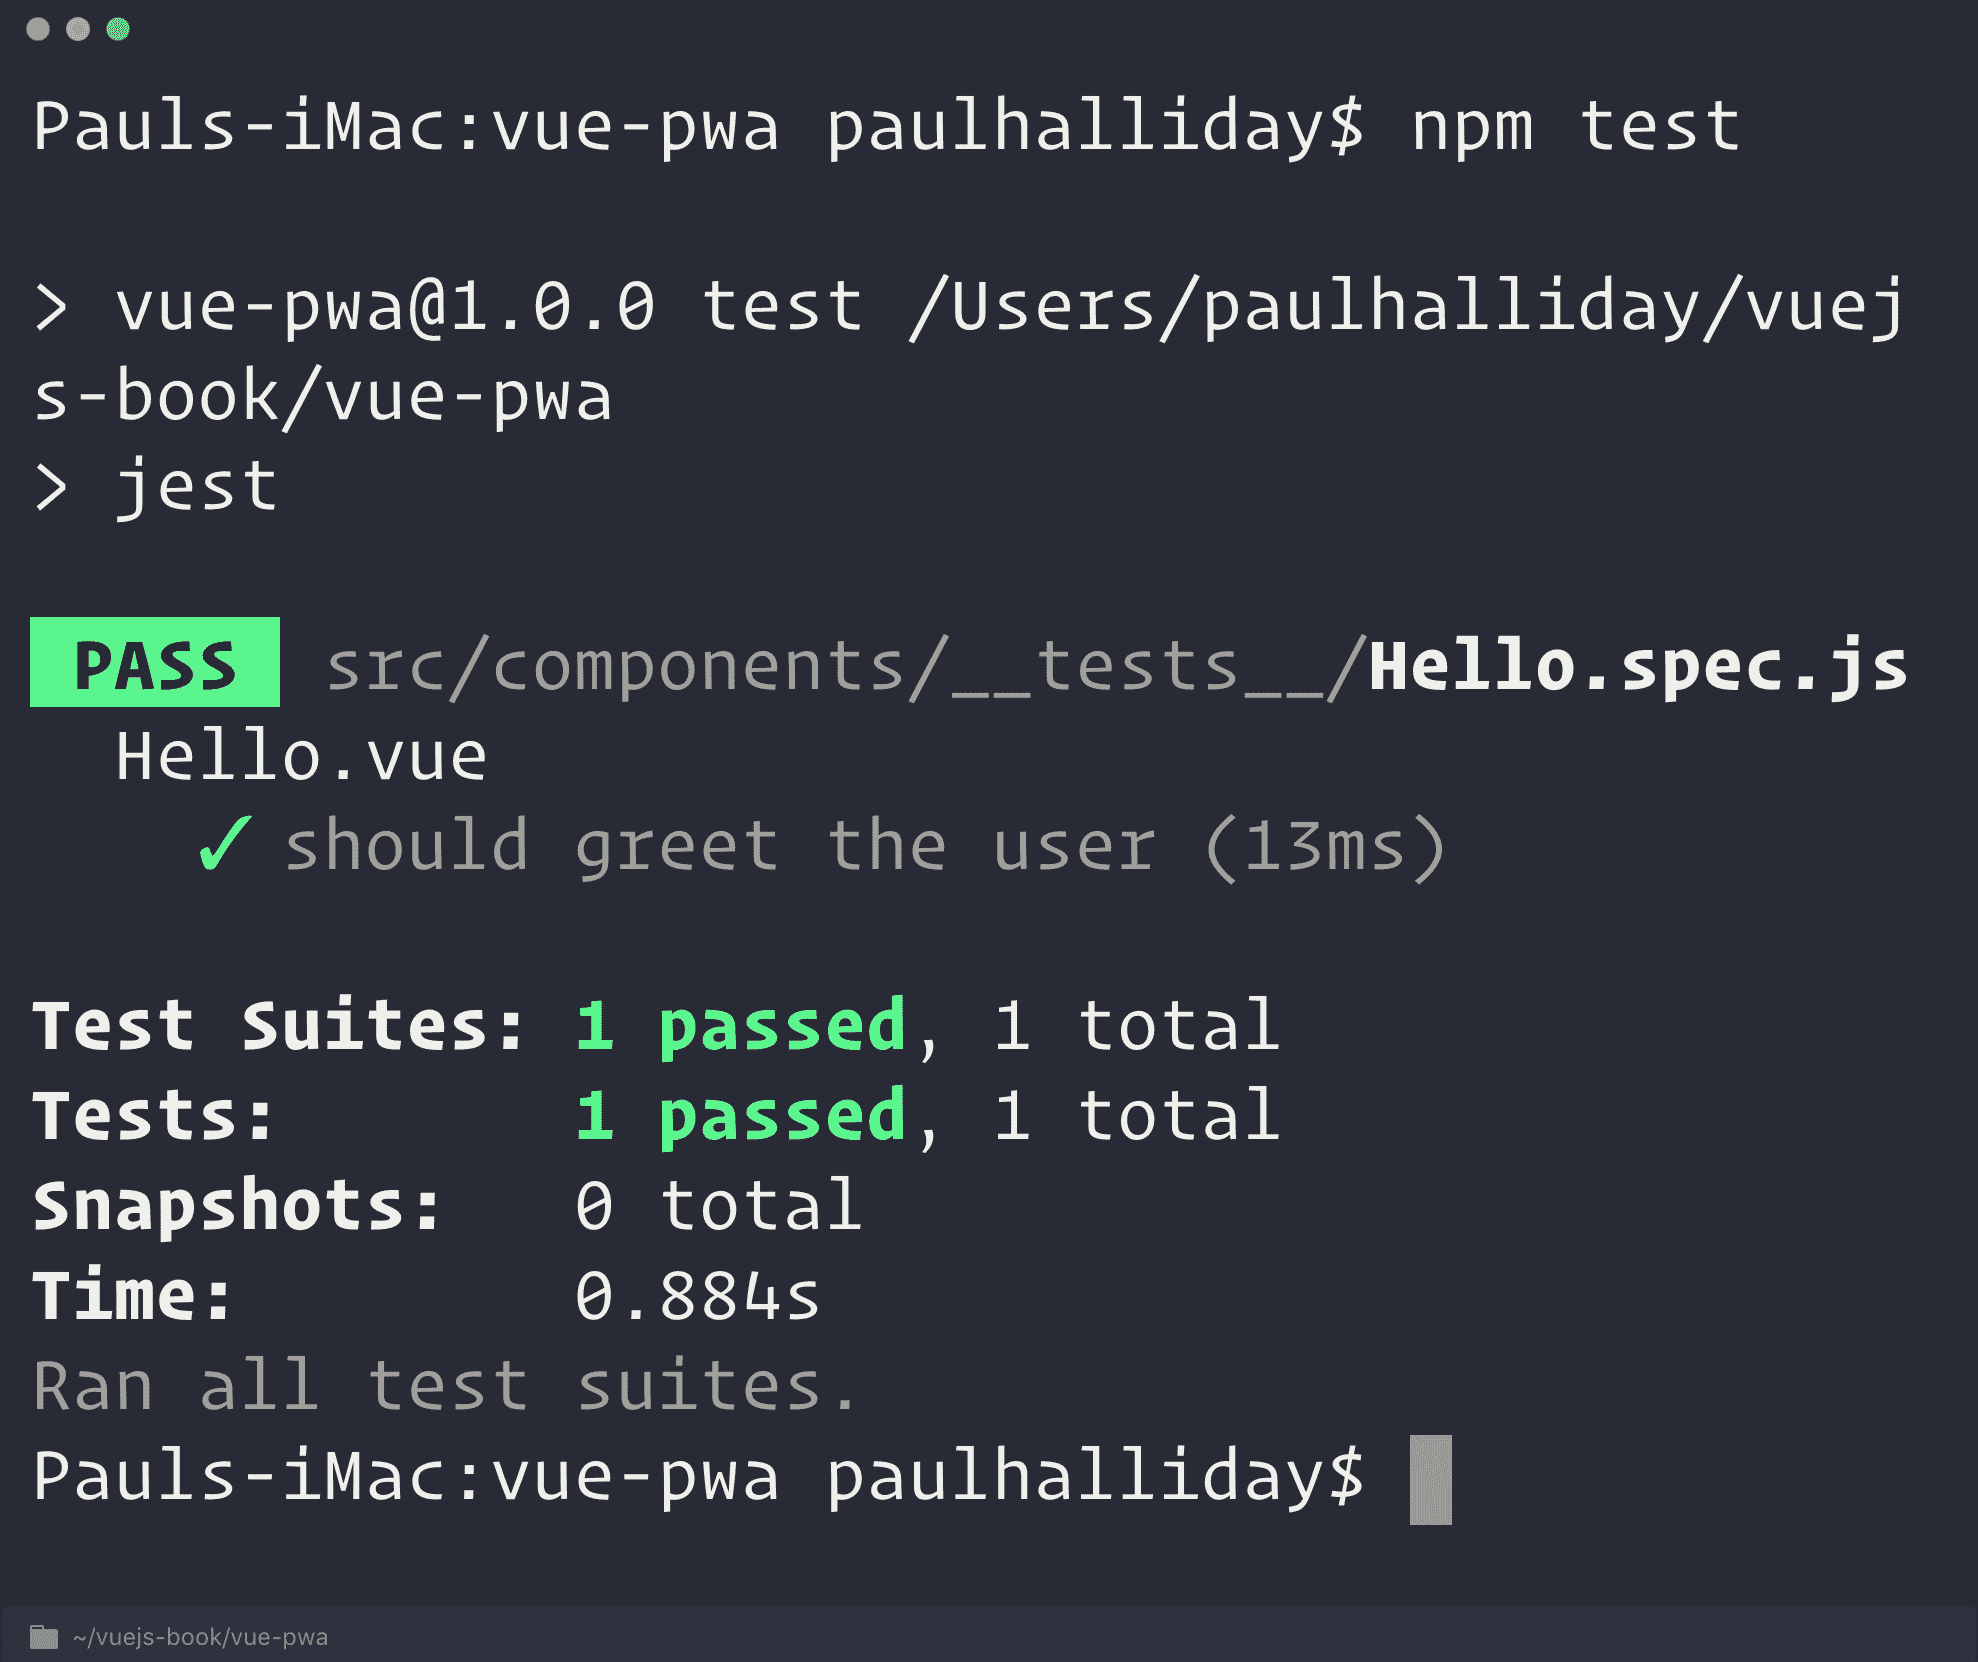 Pauls-iMac:vue-pwa paulhalliday$ npm test
> vue-pwa@1.0.0 test /Users/paulhalliday/vuej
s-book/vue-pwa
> jest
PASS src/components/__tests__/Hello.spec.js
Hello.vue
✓ should greet the user (13ms)
Test Suites: 1 passed, 1 total
Tests: 1 passed, 1 total
Snapshots: 0 total
Time: 0.884s
Ran all test suites.
Pauls-iMac:vue-pwa paulhalliday$
~/vuejs-book/vue-pwa